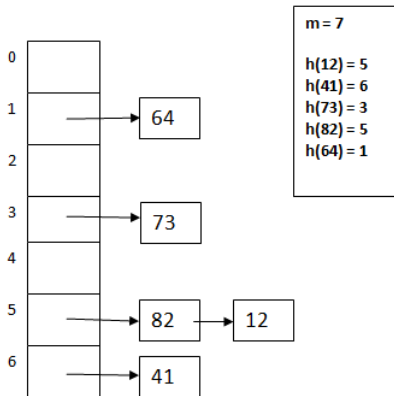 m = 7
h(12) = 5
h(41) = 6
h(73) = 3
h(82) = 5
h(64) = 1
0
1 64
2
3 73
4
5 82 12
6 41